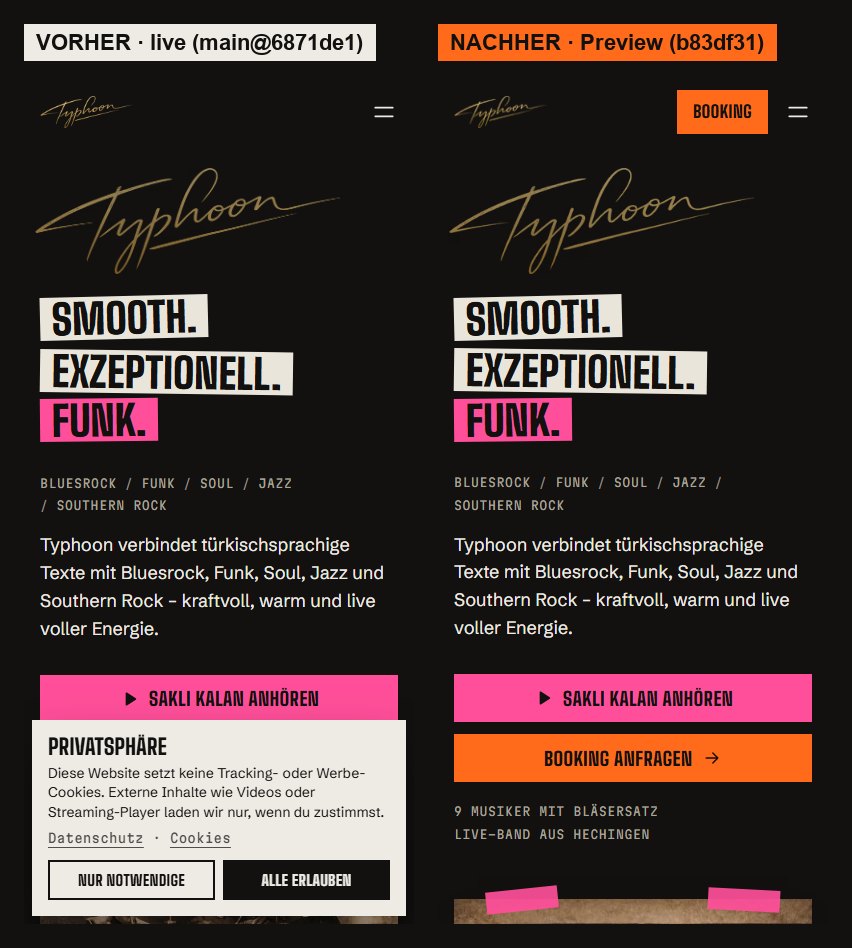 VORHER · live (main@6871de1)
Typhoon
Typhoon
SMOOTH.
EXZEPTIONELL.
FUNK.
BLUESROCK / FUNK / SOUL / JAZZ
/ SOUTHERN ROCK
Typhoon verbindet türkischsprachige
Texte mit Bluesrock, Funk, Soul, Jazz und
Southern Rock – kraftvoll, warm und live
voller Energie.
SAKLI KALAN ANHÖREN
PRIVATSPHÄRE
Diese Website setzt keine Tracking- oder Werbe-
Cookies. Externe Inhalte wie Videos oder
Streaming-Player laden wir nur, wenn du zustimmst.
Datenschutz · Cookies
NUR NOTWENDIGE
ALLE ERLAUBEN
NACHHER · Preview (b83df31)
Typhoon
BOOKING
Typhoon
SMOOTH.
EXZEPTIONELL.
FUNK.
BLUESROCK / FUNK / SOUL / JAZZ /
SOUTHERN ROCK
Typhoon verbindet türkischsprachige
Texte mit Bluesrock, Funk, Soul, Jazz und
Southern Rock – kraftvoll, warm und live
voller Energie.
SAKLI KALAN ANHÖREN
BOOKING ANFRAGEN →
9 MUSIKER MIT BLÄSERSATZ
LIVE-BAND AUS HECHINGEN